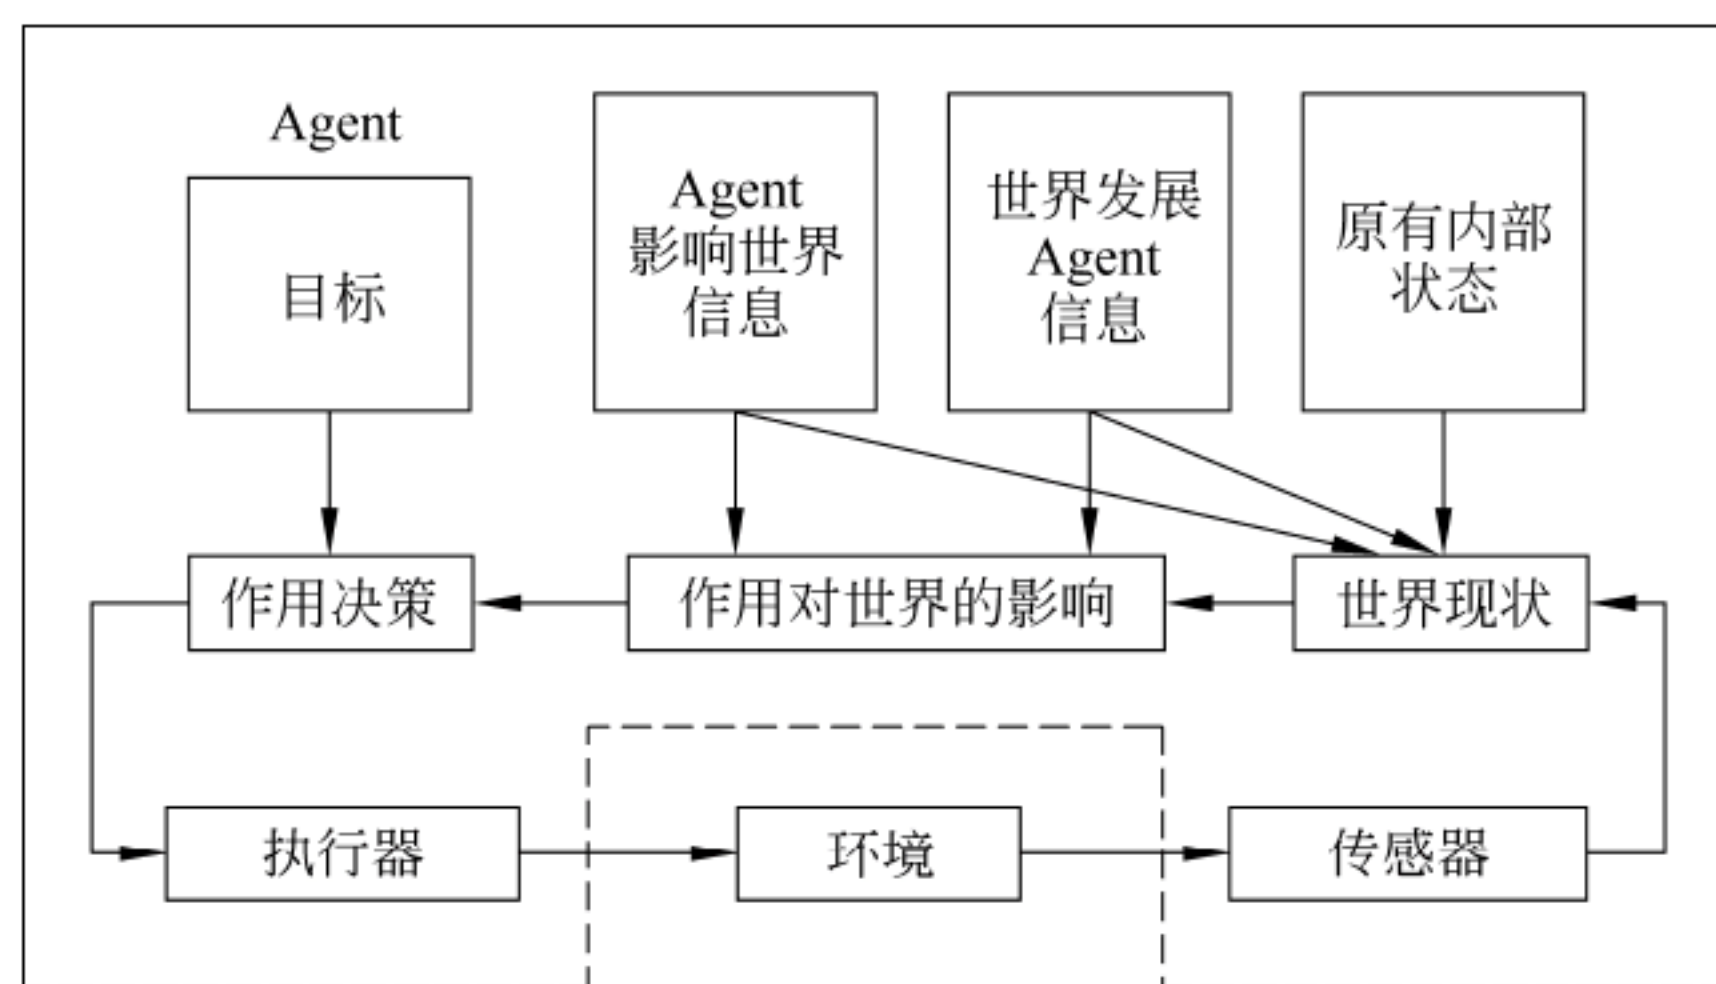 Agent
目标
Agent
影响世界
信息
世界发展
Agent
信息
原有内部
状态
作用决策
作用对世界的影响
世界现状
执行器
环境
传感器